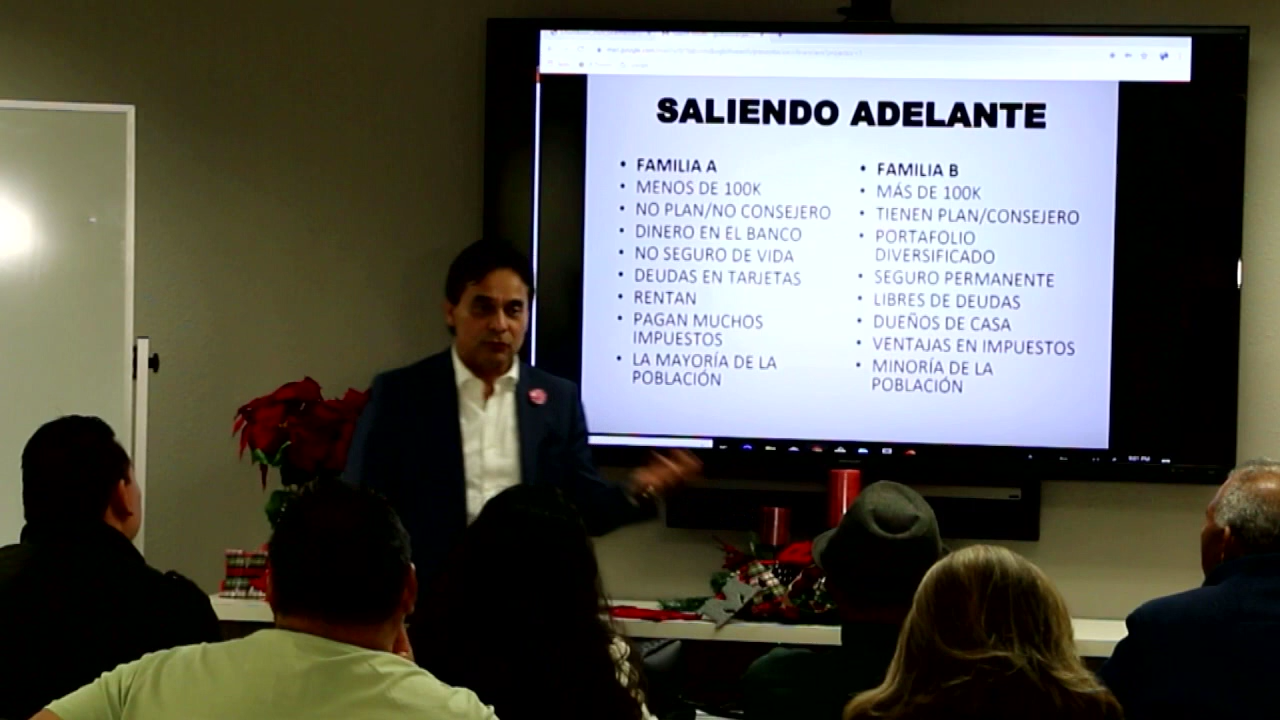 SALIENDO ADELANTE
• FAMILIA A
• MENOS DE 100K
• NO PLAN/NO CONSEJERO
• DINERO EN EL BANCO
• NO SEGURO DE VIDA
• DEUDAS EN TARJETAS
• RENTAN
• PAGAN MUCHOS
IMPUESTOS
• LA MAYORÍA DE LA
POBLACIÓN
• FAMILIA B
• MÁS DE 100K
• TIENEN PLAN/CONSEJERO
• PORTAFOLIO
DIVERSIFICADO
• SEGURO PERMANENTE
• LIBRES DE DEUDAS
• DUEÑOS DE CASA
• VENTAJAS EN IMPUESTOS
• MINORÍA DE LA
POBLACIÓN